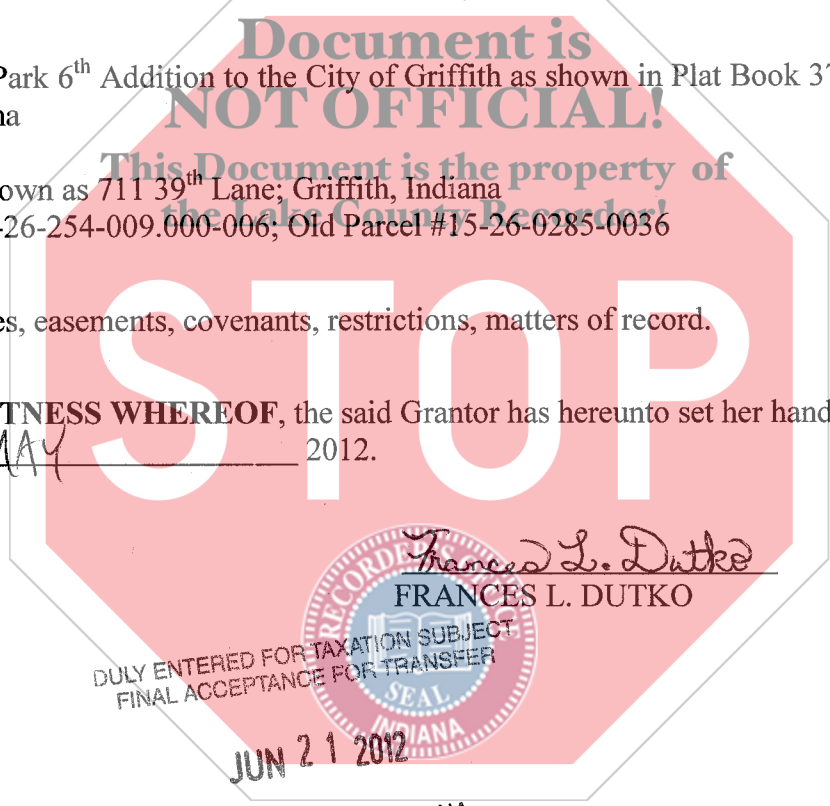 Document is
Park 6th Addition to the City of Griffith as shown in Plat Book 37
NOT OFFICIAL!
na
This Document is the property of
own as 711 39th Lane; Griffith, Indiana
the Lake County Recorder!
-26-254-009.000-006; Old Parcel #15-26-0285-0036
es, easements, covenants, restrictions, matters of record.
STOP
TNESS WHEREOF, the said Grantor has hereunto set her hand
MAY 2012.
Frances L. Dutko
FRANCES L. DUTKO
RECORDER'S OFFICE
SEAL
INDIANA
DULY ENTERED FOR TAXATION SUBJECT
FINAL ACCEPTANCE FOR TRANSFER
JUN 21 2012